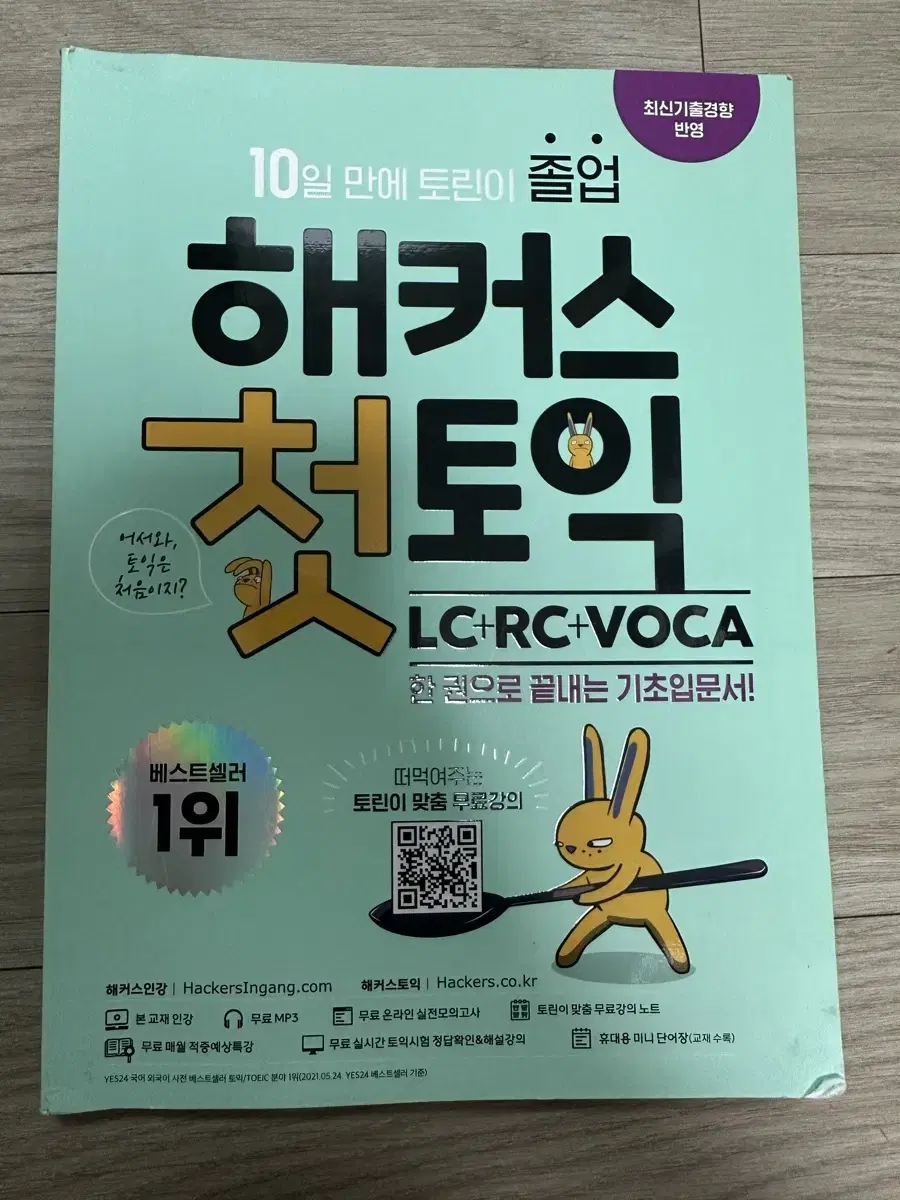 최신기출경향
반영
10일 만에 토린이 졸업
해커스
첫토익
어서와,
토익은
처음이지?
LC+RC+VOCA
한 권으로 끝내는 기초입문서!
베스트셀러
1위
떠먹여주는
토린이 맞춤 무료강의
해커스인강 | HackersIngang.com 해커스토익 | Hackers.co.kr
본 교재 인강 무료 MP3 무료 온라인 실전모의고사 토린이 맞춤 무료강의 노트
무료 매월 적중예상특강 무료 실시간 토익시험 정답확인&해설강의 휴대용 미니 단어장(교재 수록)
YES24 국어 외국어 사전 베스트셀러 토익/TOEIC 분야 1위(2021.05.24. YES24 베스트셀러 기준)